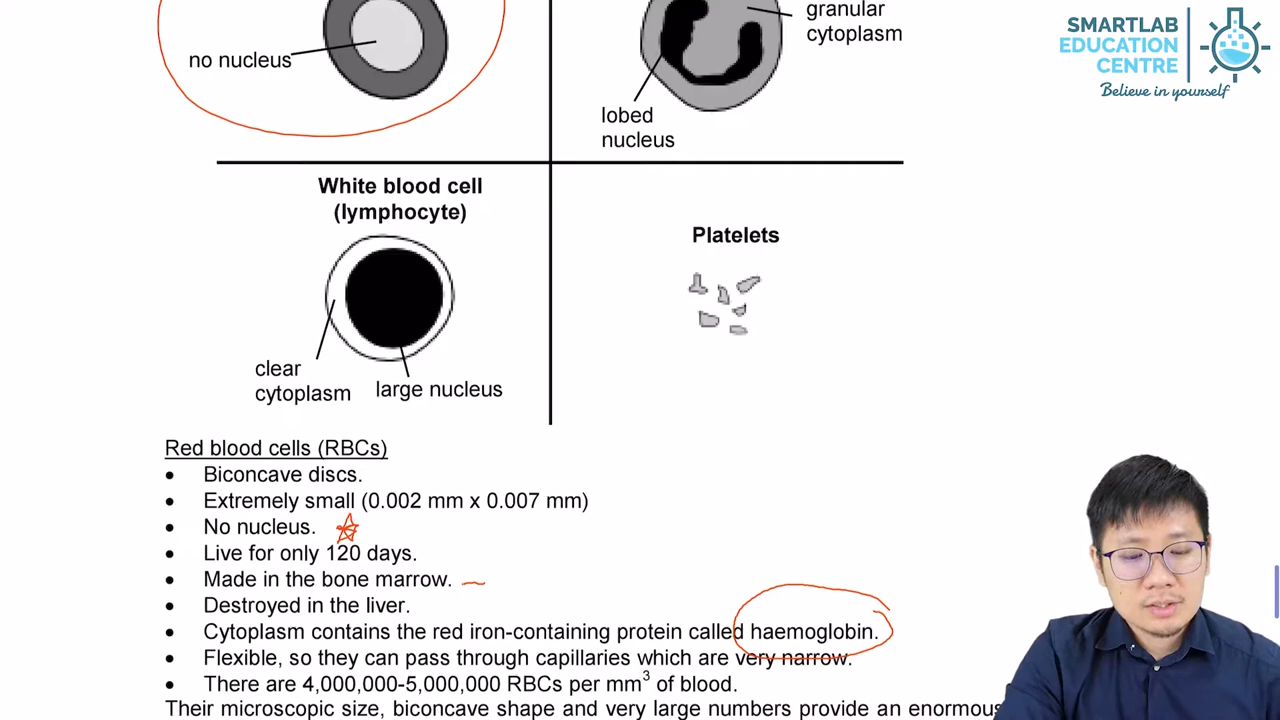 no nucleus
granular
cytoplasm
lobed
nucleus
SMARTLAB
EDUCATION
CENTRE
Believe in yourself
White blood cell
(lymphocyte)
clear
cytoplasm
large nucleus
Platelets
Red blood cells (RBCs)
• Biconcave discs.
• Extremely small (0.002 mm x 0.007 mm)
• No nucleus.
• Live for only 120 days.
• Made in the bone marrow.
• Destroyed in the liver.
• Cytoplasm contains the red iron-containing protein called haemoglobin.
• Flexible, so they can pass through capillaries which are very narrow.
• There are 4,000,000-5,000,000 RBCs per mm³ of blood.
Their microscopic size, biconcave shape and very large numbers provide an enormous